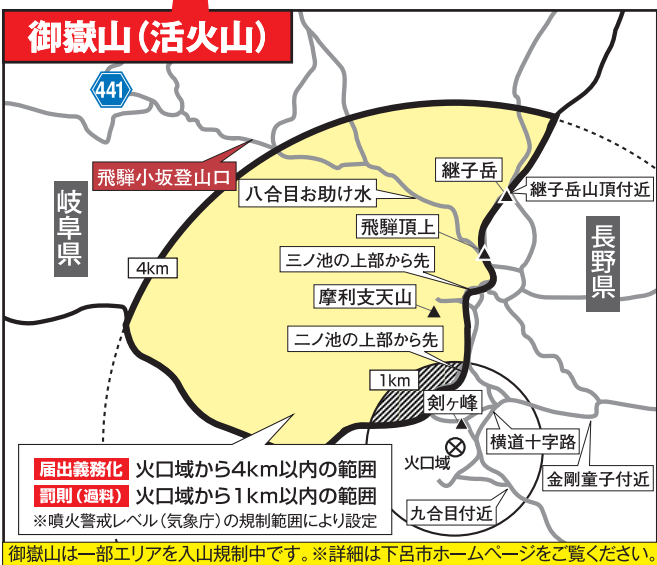 御嶽山（活火山）
441
飛騨小坂登山口
岐阜県
八合目お助け水
継子岳
継子岳山頂付近
飛騨頂上
長野県
4km
三ノ池の上部から先
摩利支天山
二ノ池の上部から先
1km
剣ヶ峰
横道十字路
火口域
金剛童子付近
九合目付近
届出義務化 火口域から4km以内の範囲
罰則（過料） 火口域から1km以内の範囲
※噴火警戒レベル（気象庁）の規制範囲により設定
御嶽山は一部エリアを入山規制中です。※詳細は下呂市ホームページをご覧ください。